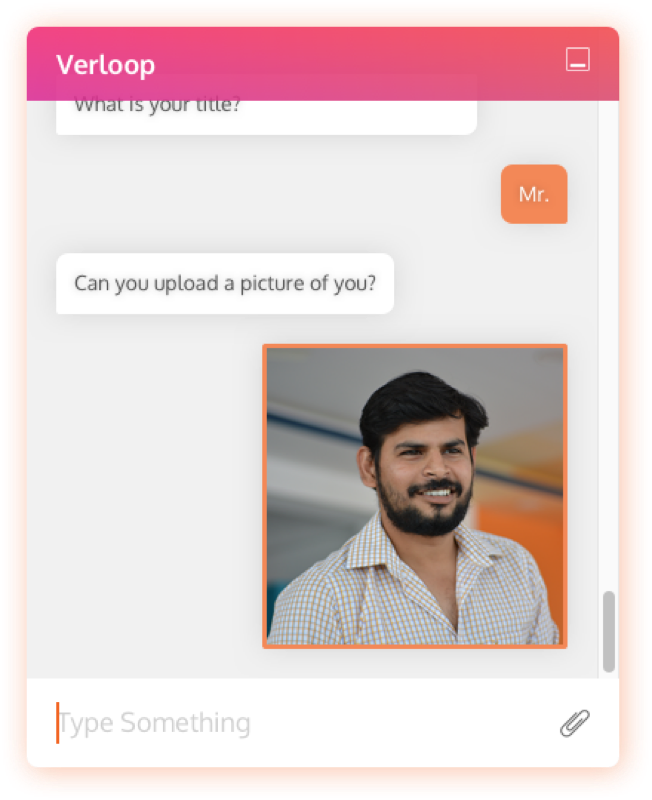 Verloop
What is your title?
Mr.
Can you upload a picture of you?
Type Something